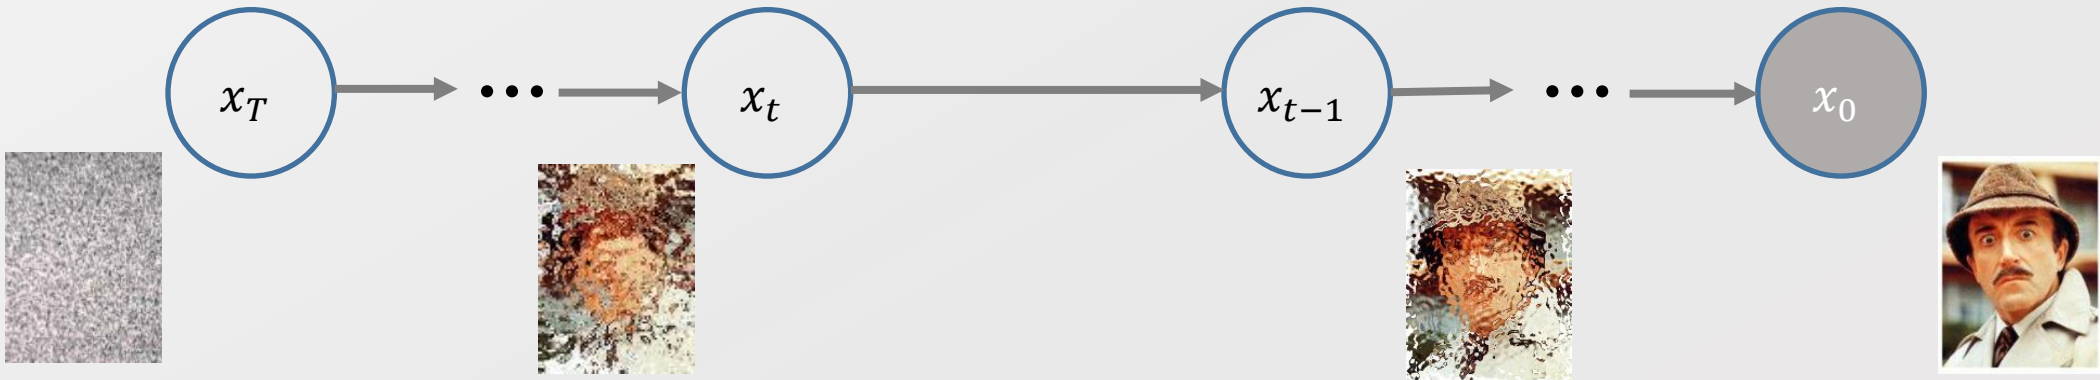 x_T ••• x_t x_{t−1} ••• x_0